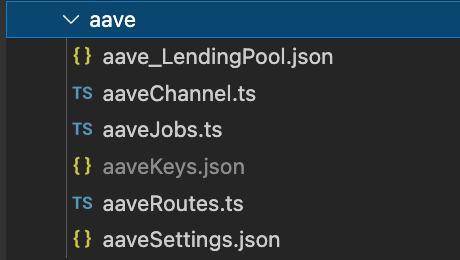 aave
{} aave_LendingPool.json
TS aaveChannel.ts
TS aaveJobs.ts
{} aaveKeys.json
TS aaveRoutes.ts
{} aaveSettings.json